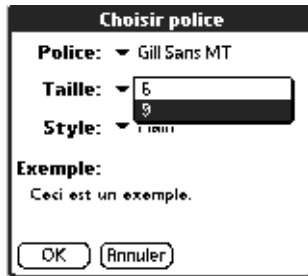 Choisir police
Police: Gill Sans MT
Taille: 6
9
Style:
Exemple:
Ceci est un exemple.
OK Annuler